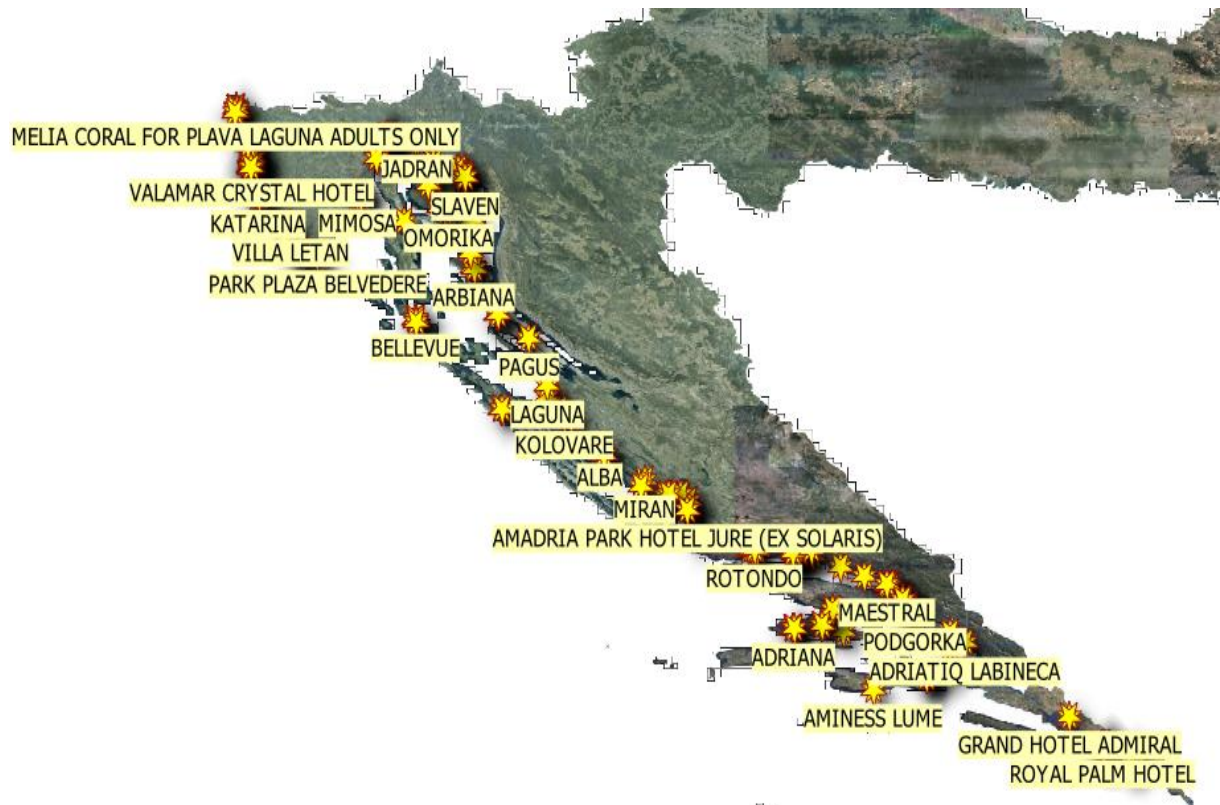 MELIA CORAL FOR PLAVA LAGUNA ADULTS ONLY
JADRAN
VALAMAR CRYSTAL HOTEL
SLAVEN
KATARINA
MIMOSA
OMORIKA
VILLA LETAN
PARK PLAZA BELVEDERE
ARBIANA
BELLEVUE
PAGUS
LAGUNA
KOLOVARE
ALBA
MIRAN
AMADRIA PARK HOTEL JURE (EX SOLARIS)
ROTONDO
MAESTRAL
PODGORKA
ADRIANA
ADRIATIQ LABINECA
AMINESS LUME
GRAND HOTEL ADMIRAL
ROYAL PALM HOTEL